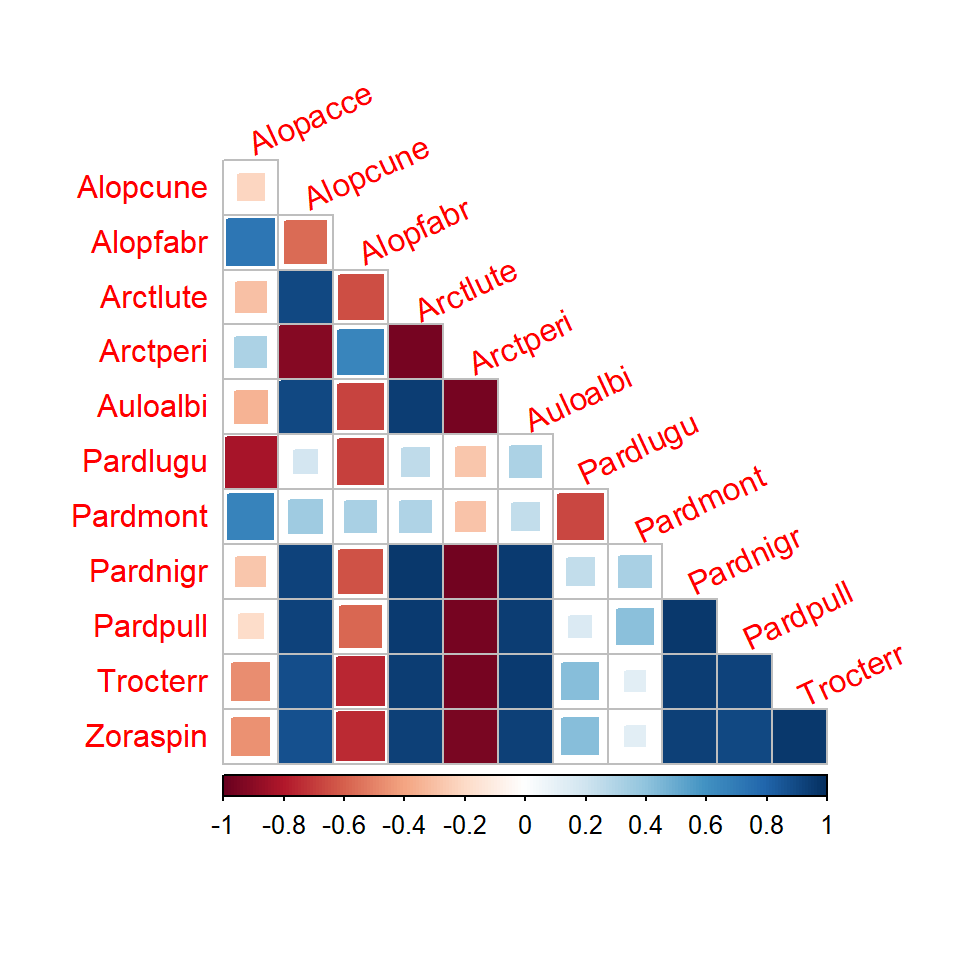 Alopacce
Alopcune
Alopcune
Alopfabr
Alopfabr
Arctlute
Arctlute
Arctperi
Arctperi
Auloalbi
Auloalbi
Pardlugu
Pardlugu
Pardmont
Pardmont
Pardnigr
Pardnigr
Pardpull
Pardpull
Trocterr
Trocterr
Zoraspin
-1 -0.8 -0.6 -0.4 -0.2 0 0.2 0.4 0.6 0.8 1